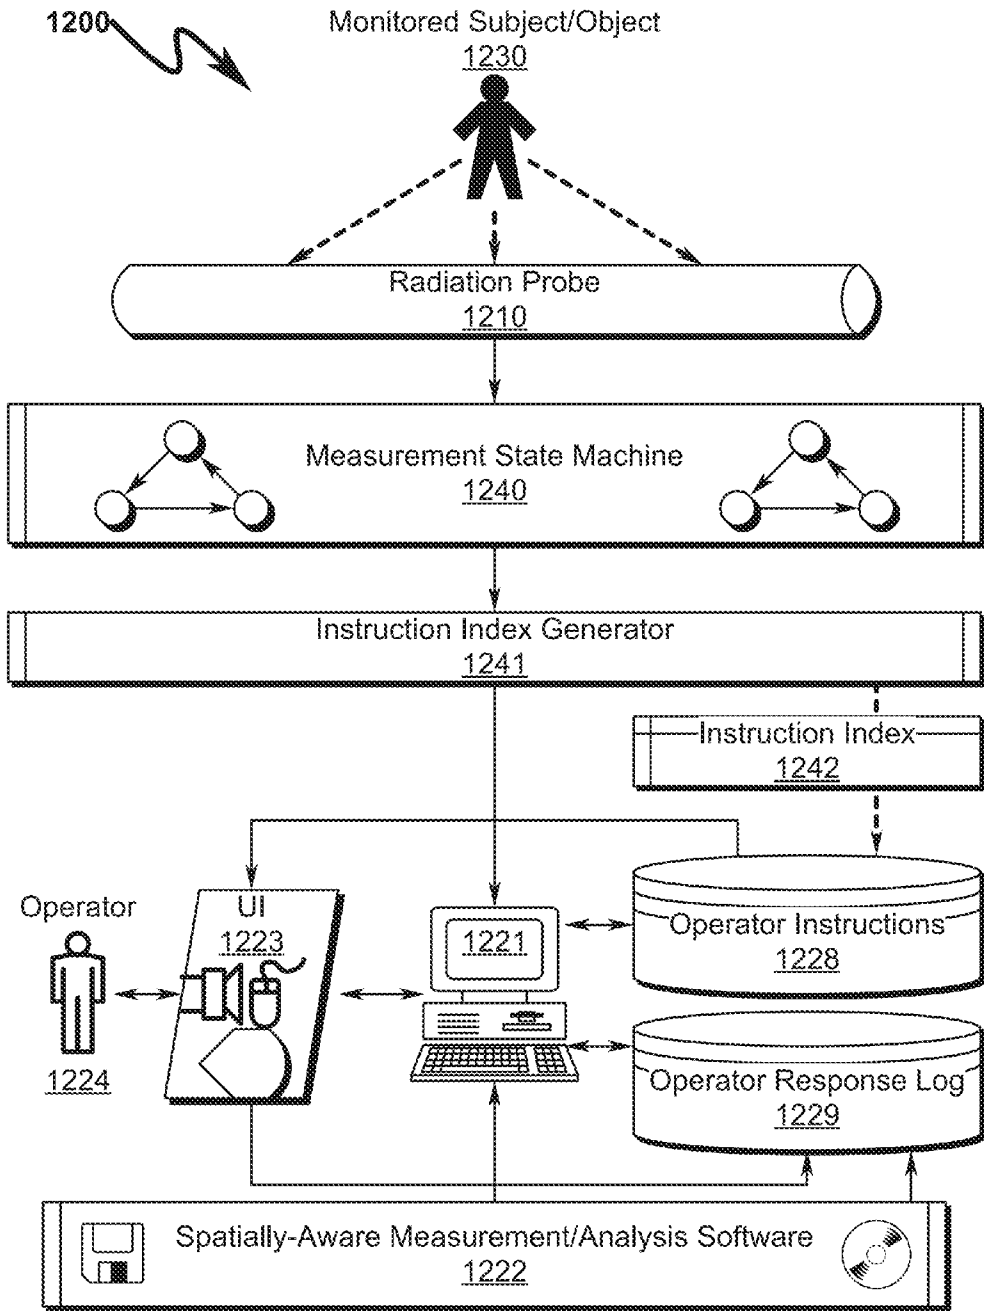 1200
Monitored Subject/Object
1230
Radiation Probe
1210
Measurement State Machine
1240
Instruction Index Generator
1241
Instruction Index
1242
Operator
UI
1223
1221
Operator Instructions
1228
1224
Operator Response Log
1229
Spatially-Aware Measurement/Analysis Software
1222